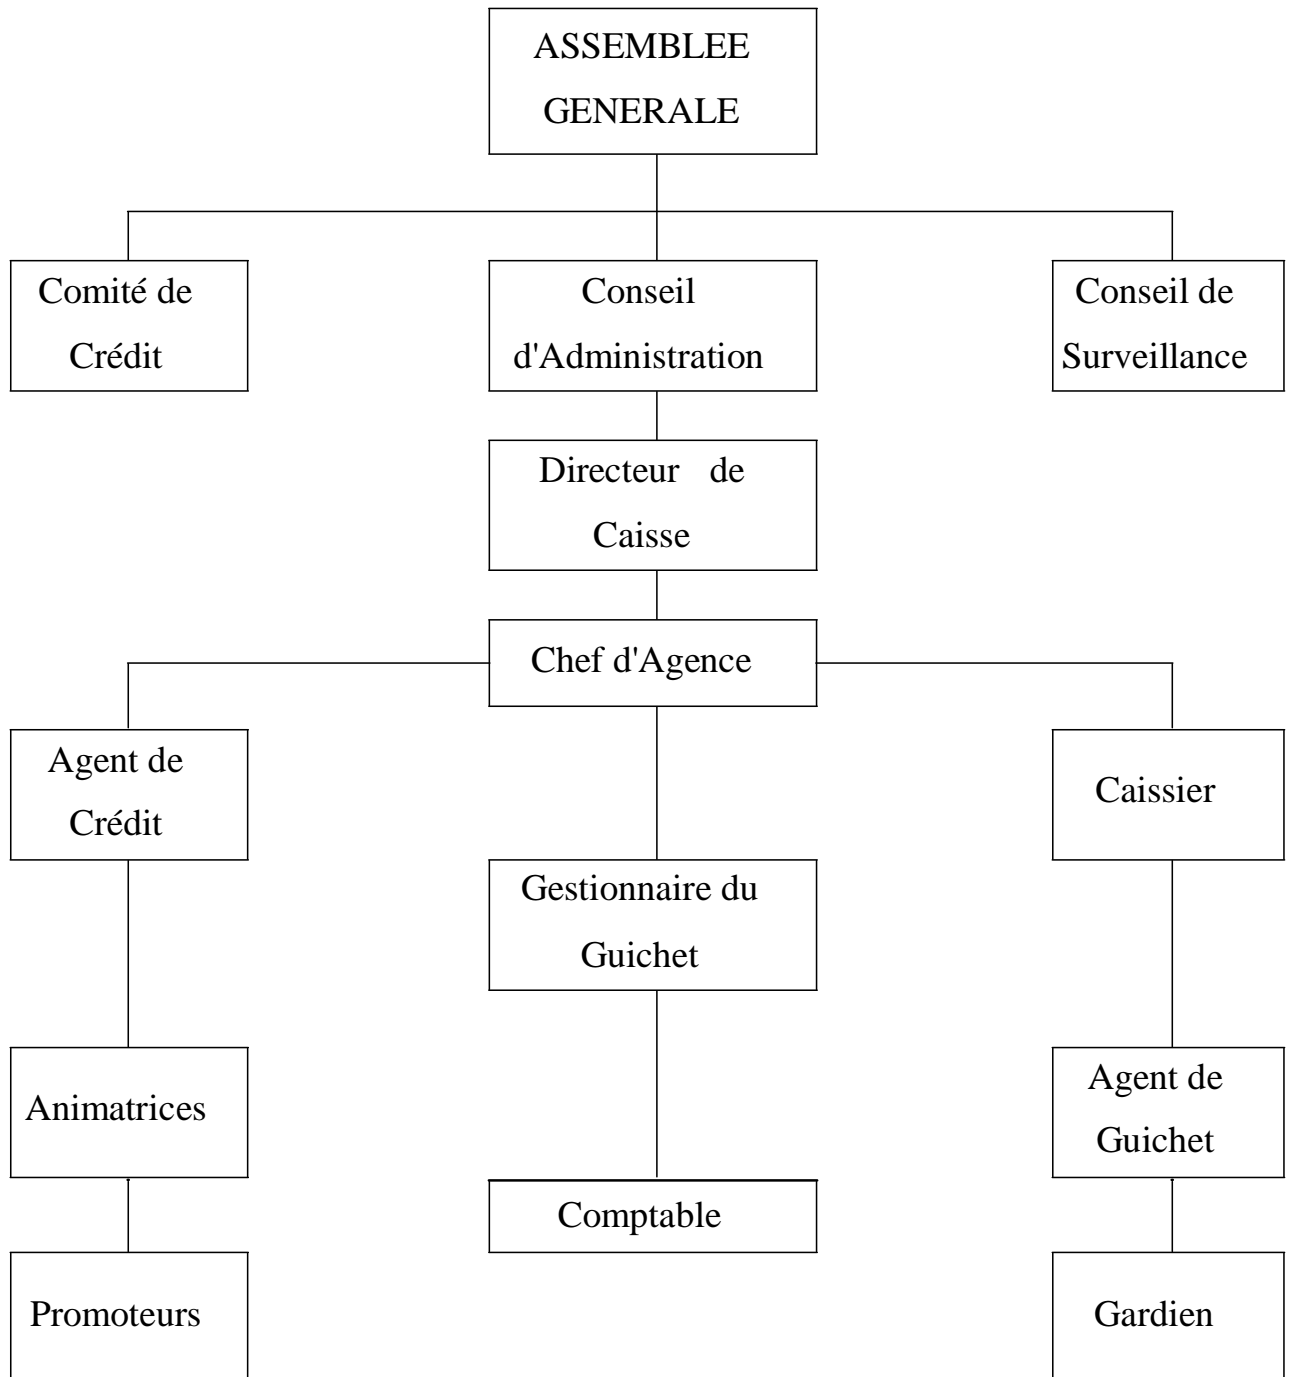 ASSEMBLEE
GENERALE
Comité de
Crédit
Conseil
d'Administration
Conseil de
Surveillance
Directeur de
Caisse
Chef d'Agence
Agent de
Crédit
Caissier
Gestionnaire du
Guichet
Animatrices
Agent de
Guichet
Comptable
Promoteurs
Gardien